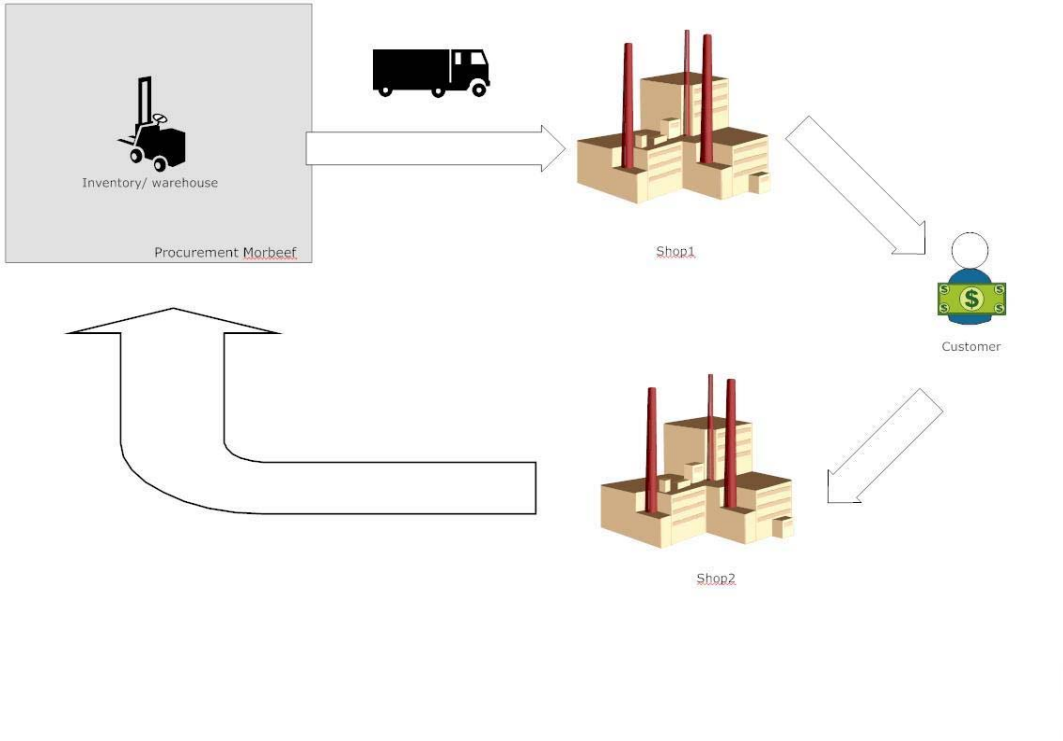 Inventory/ warehouse
Procurement Morbeef
Shop1
$
$
$
$
$
Customer
Shop2